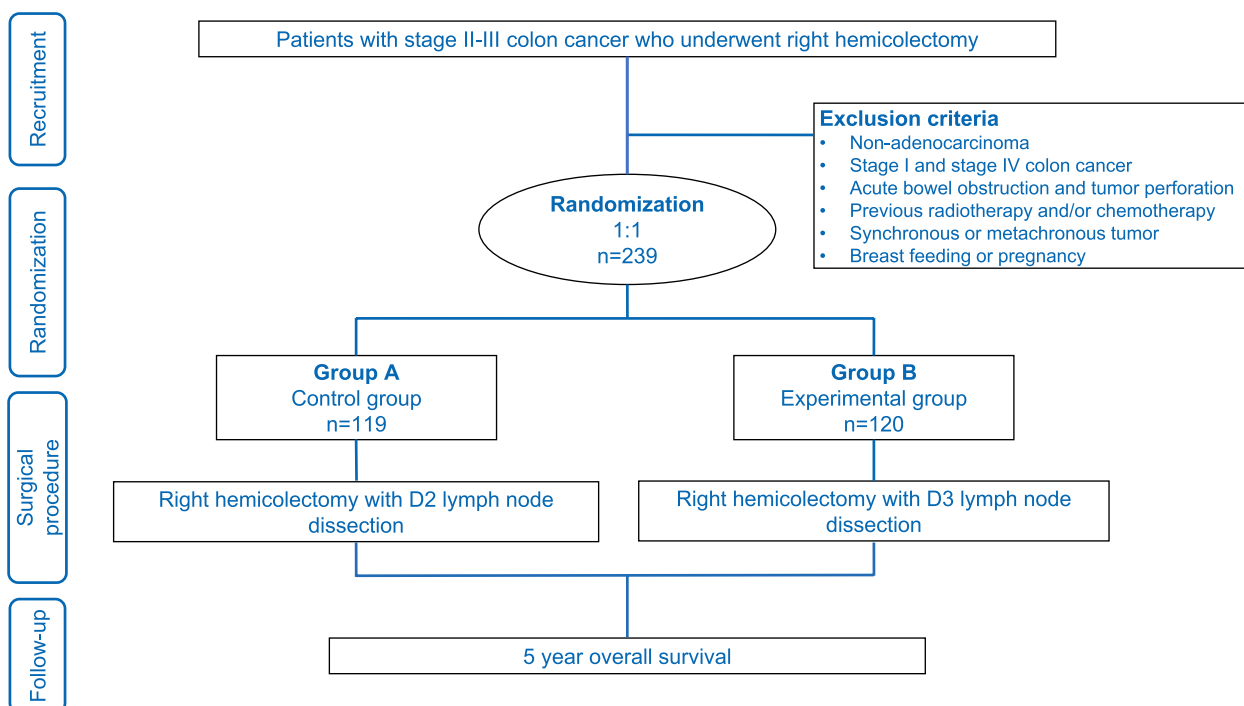 Recruitment
Patients with stage II-III colon cancer who underwent right hemicolectomy
Exclusion criteria
• Non-adenocarcinoma
• Stage I and stage IV colon cancer
• Acute bowel obstruction and tumor perforation
• Previous radiotherapy and/or chemotherapy
• Synchronous or metachronous tumor
• Breast feeding or pregnancy
Randomization
Randomization
1:1
n=239
Group A
Control group
n=119
Group B
Experimental group
n=120
Surgical
procedure
Right hemicolectomy with D2 lymph node
dissection
Right hemicolectomy with D3 lymph node
dissection
Follow-up
5 year overall survival